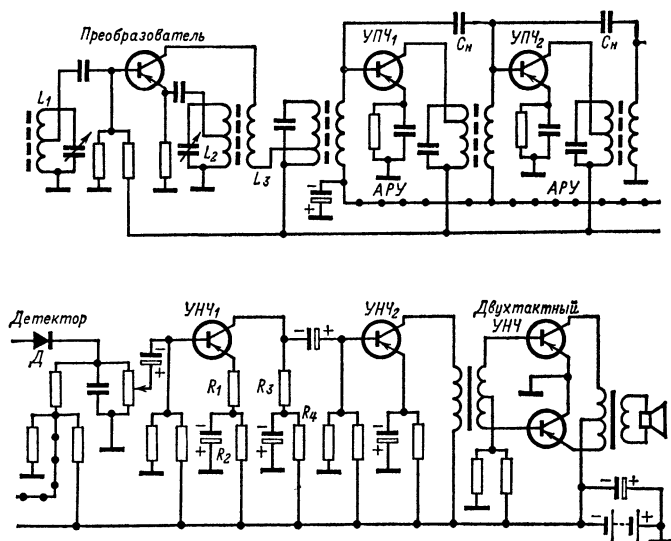 Преобразователь
УПЧ₁
Cн
УПЧ₂
Cн
L1
L2
L3
АРУ
АРУ
- +
Детектор
Д
- +
УНЧ₁
- +
УНЧ₂
Двухтактный
УНЧ
R1
R3
R2
R4
- +
- +
- +
- +
- +